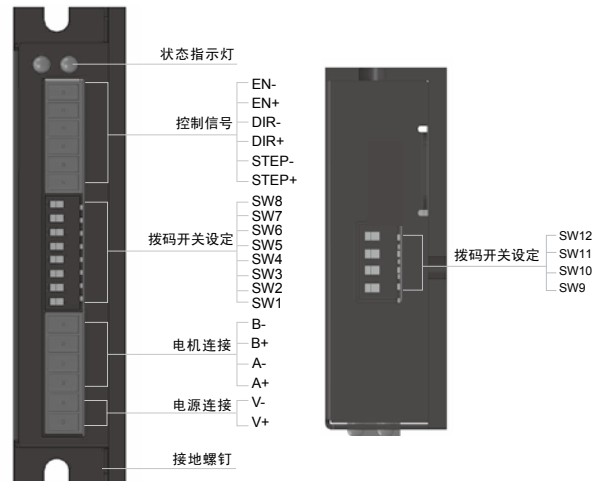 状态指示灯
控制信号
EN-
EN+
DIR-
DIR+
STEP-
STEP+
拨码开关设定
SW8
SW7
SW6
SW5
SW4
SW3
SW2
SW1
电机连接
B-
B+
A-
A+
电源连接
V-
V+
接地螺钉
拨码开关设定
SW12
SW11
SW10
SW9